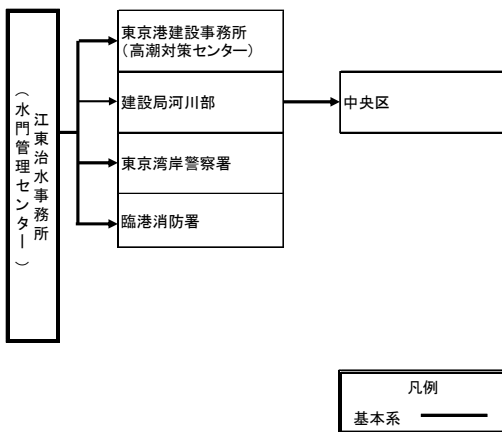 江東治水事務所
（水門管理センター）
東京港建設事務所
（高潮対策センター）
建設局河川部
中央区
東京湾岸警察署
臨港消防署
凡例
基本系